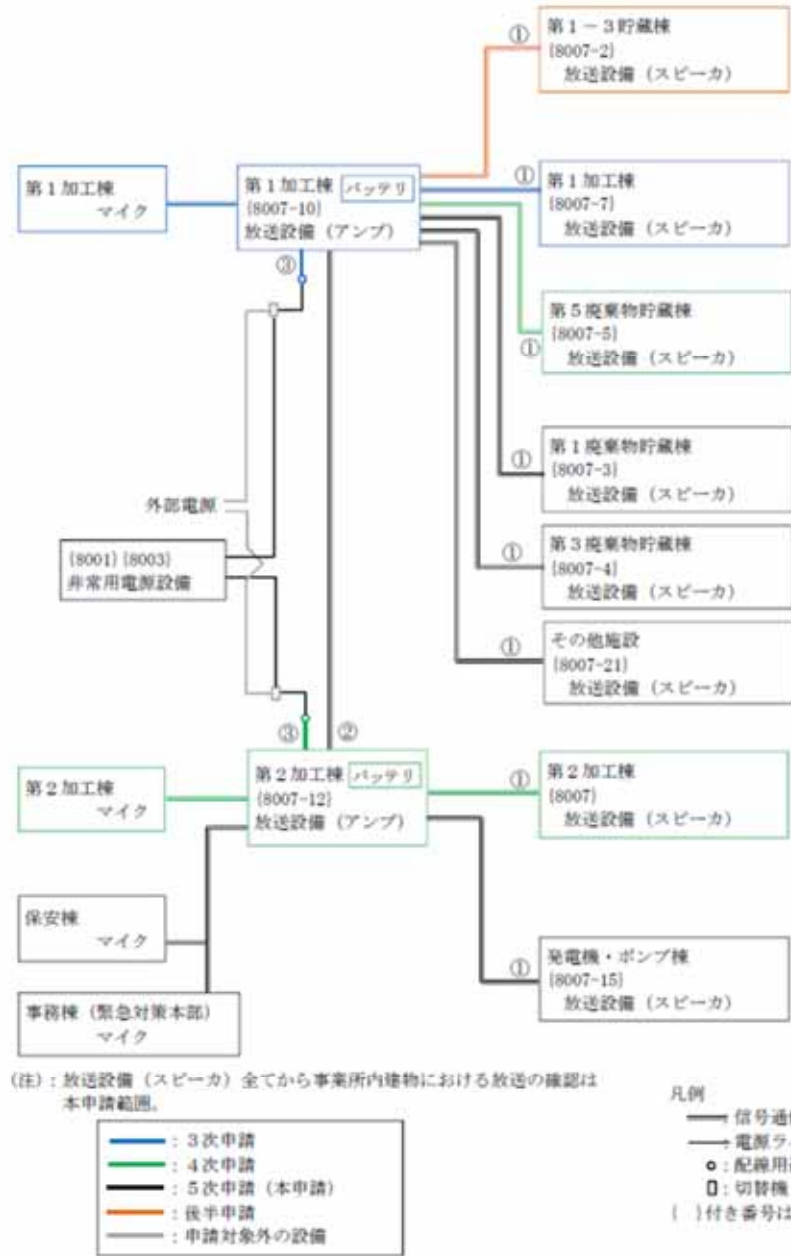 ①
第1-3貯蔵棟
{8007-2}
放送設備(スピーカ)
第1加工棟
マイク
第1加工棟 バッテリ
{8007-10}
放送設備(アンプ)
①
第1加工棟
{8007-7}
放送設備(スピーカ)
③
①
第5廃棄物貯蔵棟
{8007-5}
放送設備(スピーカ)
①
第1廃棄物貯蔵棟
{8007-3}
放送設備(スピーカ)
外部電源
{8001} {8003}
非常用電源設備
①
第3廃棄物貯蔵棟
{8007-4}
放送設備(スピーカ)
①
その他施設
{8007-21}
放送設備(スピーカ)
③
②
第2加工棟
マイク
第2加工棟 バッテリ
{8007-12}
放送設備(アンプ)
①
第2加工棟
{8007}
放送設備(スピーカ)
保安棟
マイク
事務棟(緊急対策本部)
マイク
①
発電機・ポンプ棟
{8007-15}
放送設備(スピーカ)
(注):放送設備(スピーカ)全てから事業所内建物における放送の確認は
本申請範囲。
:3次申請
:4次申請
:5次申請(本申請)
:後半申請
:申請対象外の設備
凡例
:信号通
:電源ラ
:配線用
:切替機
{ }付き番号は